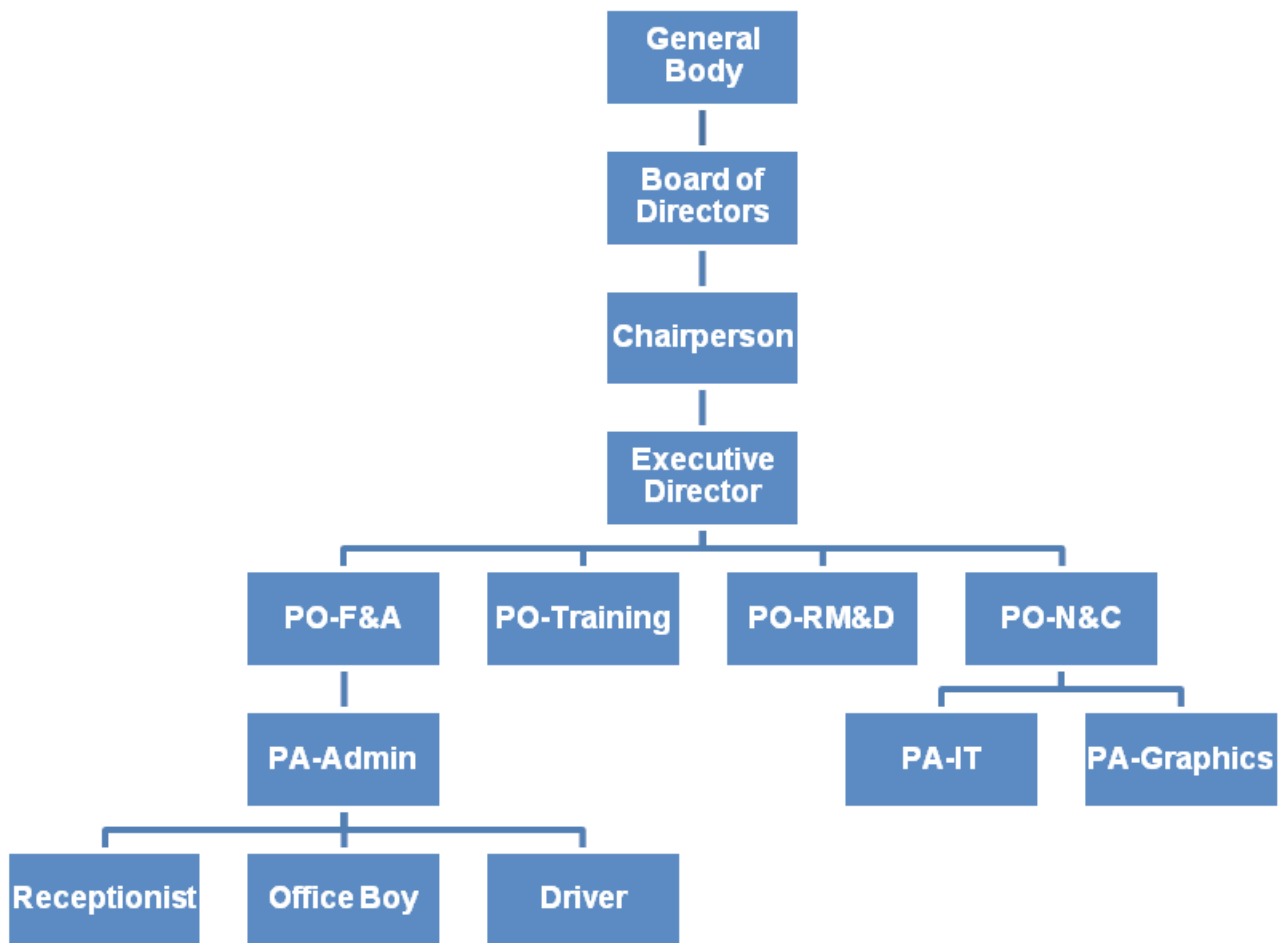 General
Body
Board of
Directors
Chairperson
Executive
Director
PO-F&A
PO-Training
PO-RM&D
PO-N&C
PA-Admin
PA-IT
PA-Graphics
Receptionist
Office Boy
Driver